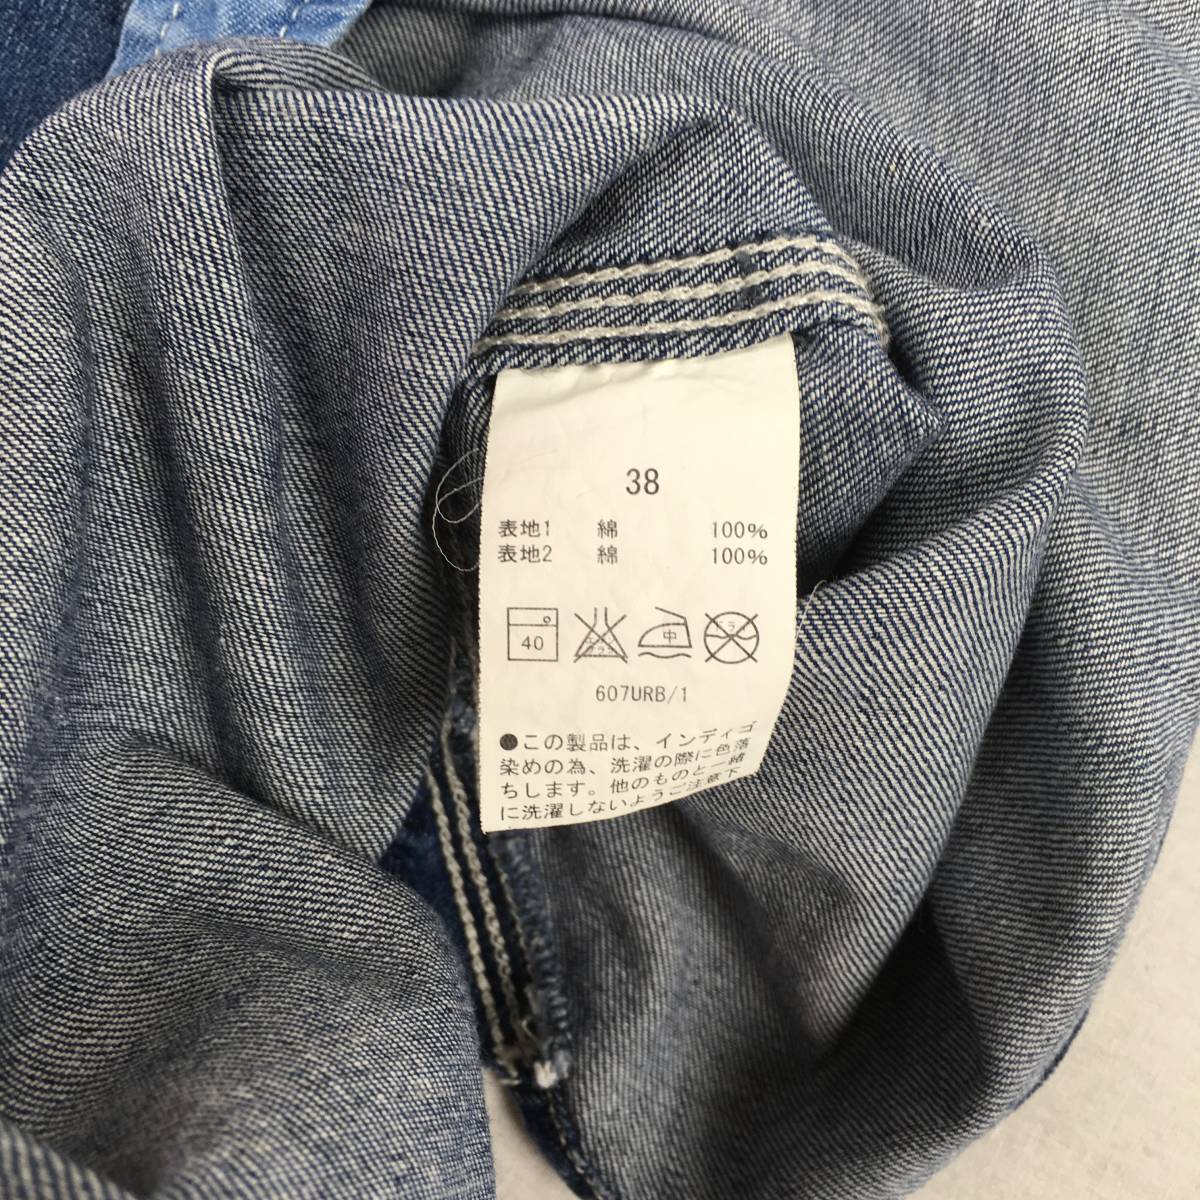 38
表地1 綿 100%
表地2 綿 100%
40 中
607URB/1
●この製品は、インディゴ
染めの為、洗濯の際に色落
ちします。他のものと一緒
に洗濯しないようご注意下